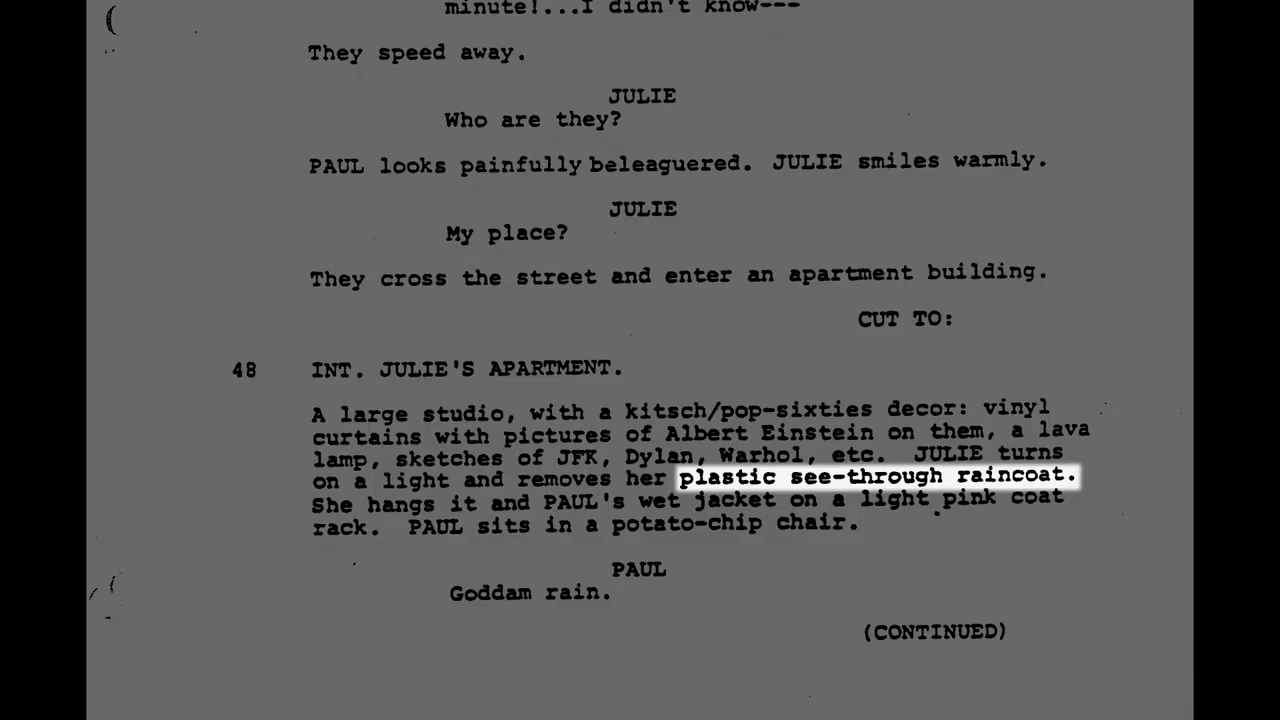 minute!...I didn't know---
They speed away.
JULIE
Who are they?
PAUL looks painfully beleaguered. JULIE smiles warmly.
JULIE
My place?
They cross the street and enter an apartment building.
CUT TO:
48 INT. JULIE'S APARTMENT.
A large studio, with a kitsch/pop-sixties decor: vinyl
curtains with pictures of Albert Einstein on them, a lava
lamp, sketches of JFK, Dylan, Warhol, etc. JULIE turns
on a light and removes her plastic see-through raincoat.
She hangs it and PAUL's wet jacket on a light pink coat
rack. PAUL sits in a potato-chip chair.
PAUL
Goddam rain.
(CONTINUED)